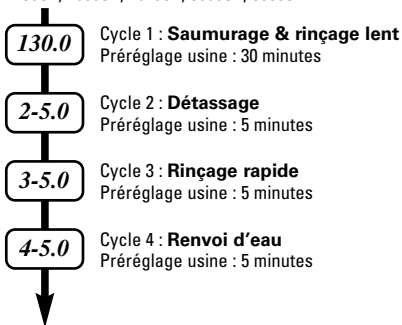 130.0
Cycle 1 : Saumurage & rinçage lent
Préréglage usine : 30 minutes
2-5.0
Cycle 2 : Détassage
Préréglage usine : 5 minutes
3-5.0
Cycle 3 : Rinçage rapide
Préréglage usine : 5 minutes
4-5.0
Cycle 4 : Renvoi d’eau
Préréglage usine : 5 minutes